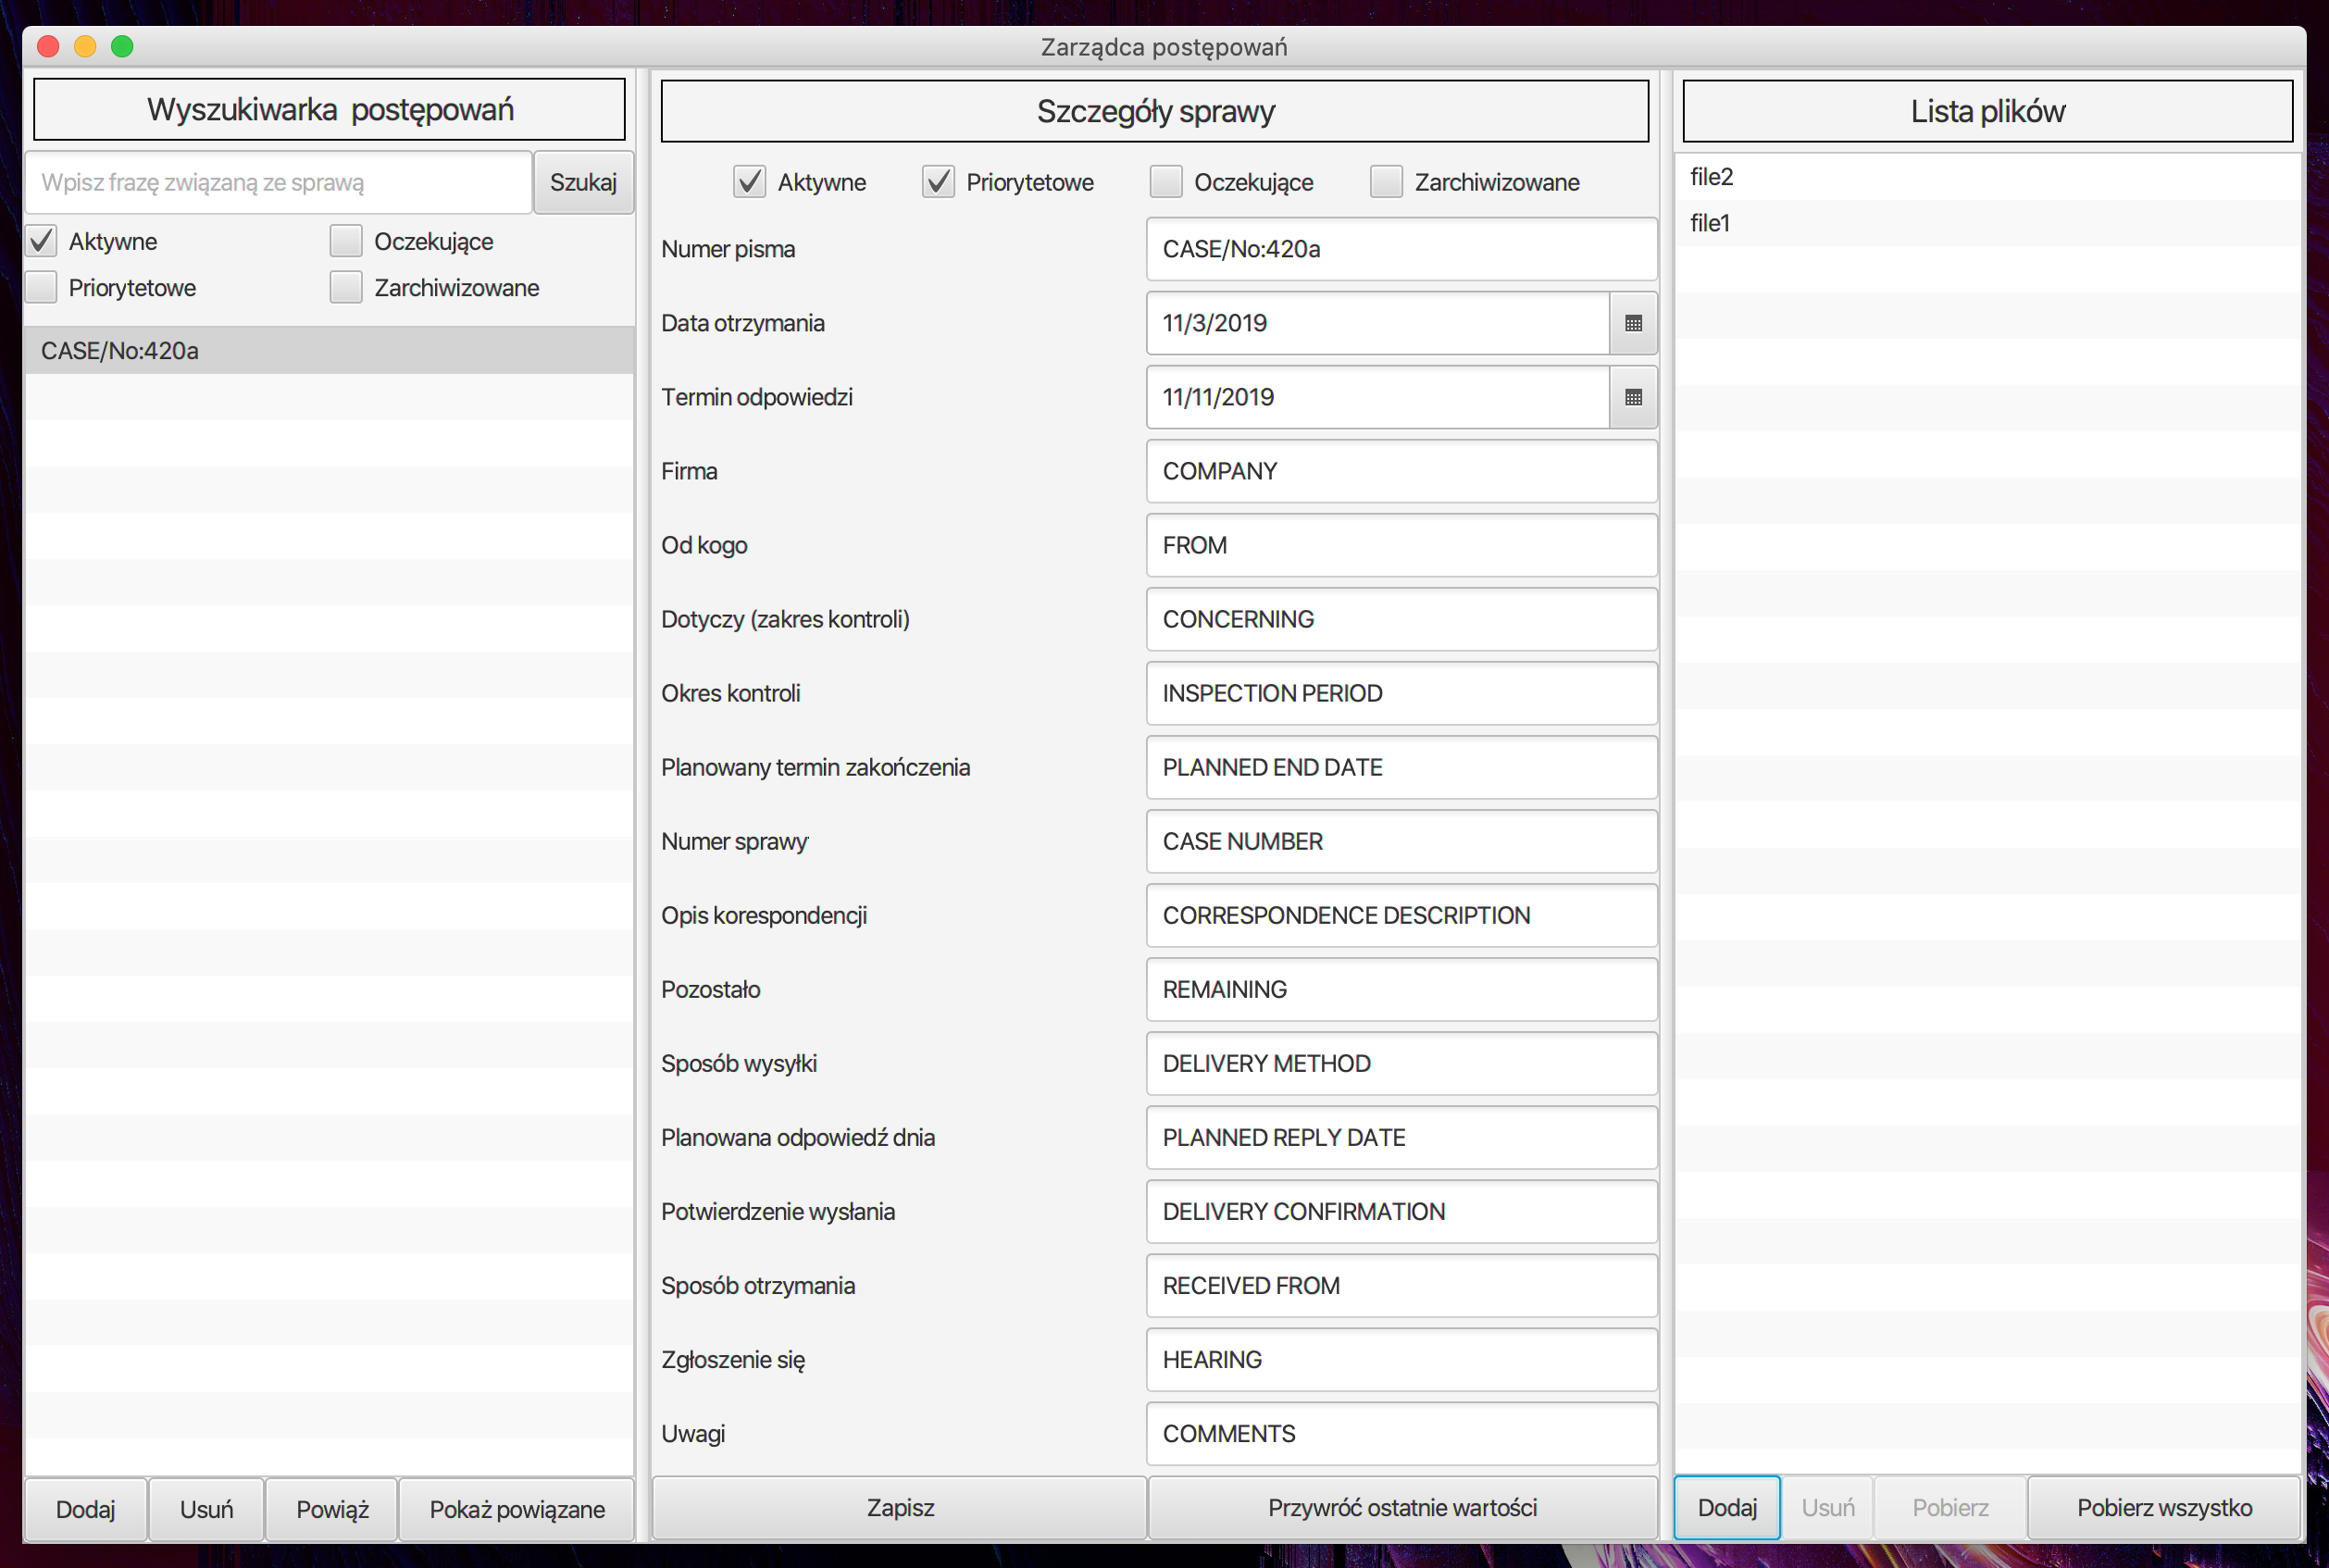 Zarządca postępowań
Wyszukiwarka postępowań
Wpisz frazę związaną ze sprawą
Szukaj
Aktywne
Oczekujące
Priorytetowe
Zarchiwizowane
CASE/No:420a
Dodaj
Usuń
Powiąż
Pokaż powiązane
Szczegóły sprawy
Aktywne
Priorytetowe
Oczekujące
Zarchiwizowane
Numer pisma
CASE/No:420a
Data otrzymania
11/3/2019
Termin odpowiedzi
11/11/2019
Firma
COMPANY
Od kogo
FROM
Dotyczy (zakres kontroli)
CONCERNING
Okres kontroli
INSPECTION PERIOD
Planowany termin zakończenia
PLANNED END DATE
Numer sprawy
CASE NUMBER
Opis korespondencji
CORRESPONDENCE DESCRIPTION
Pozostało
REMAINING
Sposób wysyłki
DELIVERY METHOD
Planowana odpowiedź dnia
PLANNED REPLY DATE
Potwierdzenie wysłania
DELIVERY CONFIRMATION
Sposób otrzymania
RECEIVED FROM
Zgłoszenie się
HEARING
Uwagi
COMMENTS
Zapisz
Przywróć ostatnie wartości
Lista plików
file2
file1
Dodaj
Usuń
Pobierz
Pobierz wszystko